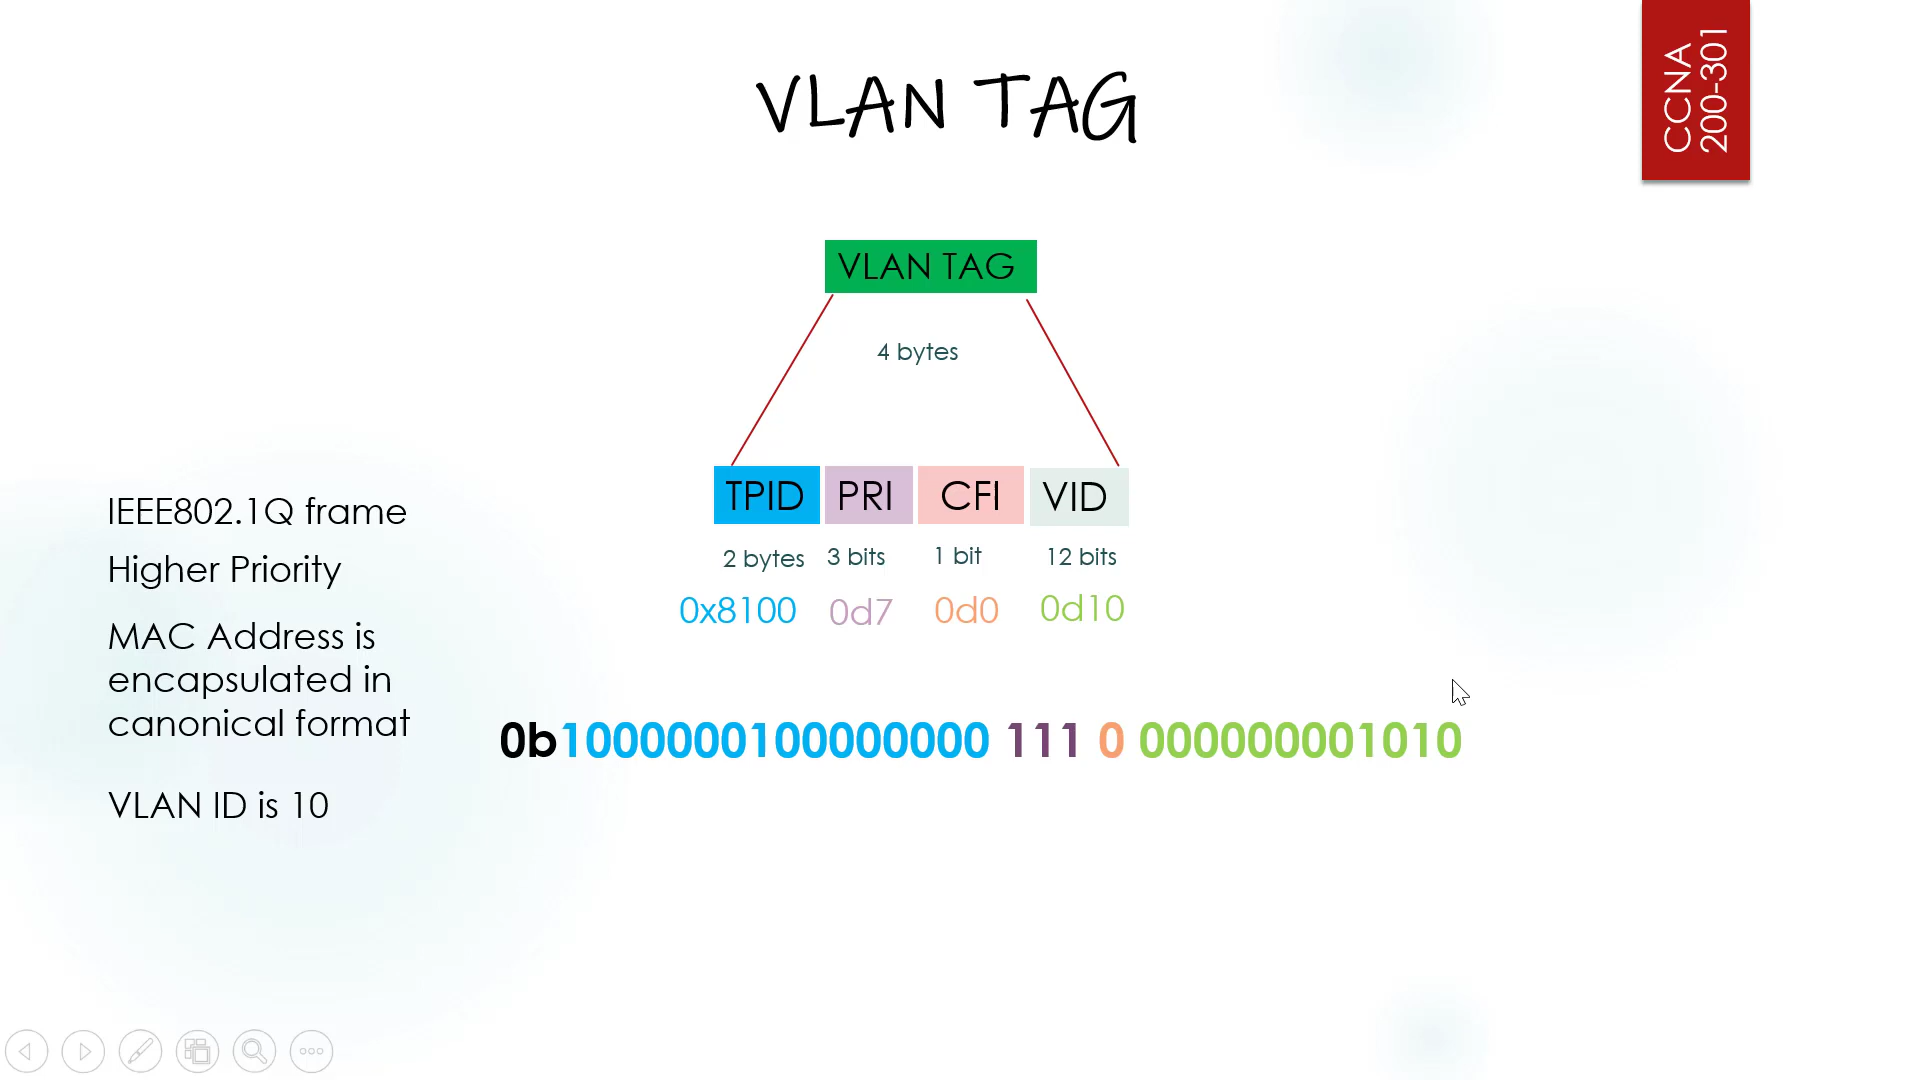 VLAN TAG
CCNA
200-301
VLAN TAG
4 bytes
TPID PRI CFI VID
2 bytes 3 bits 1 bit 12 bits
0x8100 0d7 0d0 0d10
IEEE802.1Q frame
Higher Priority
MAC Address is
encapsulated in
canonical format
VLAN ID is 10
0b1000000100000000 111 0 000000001010